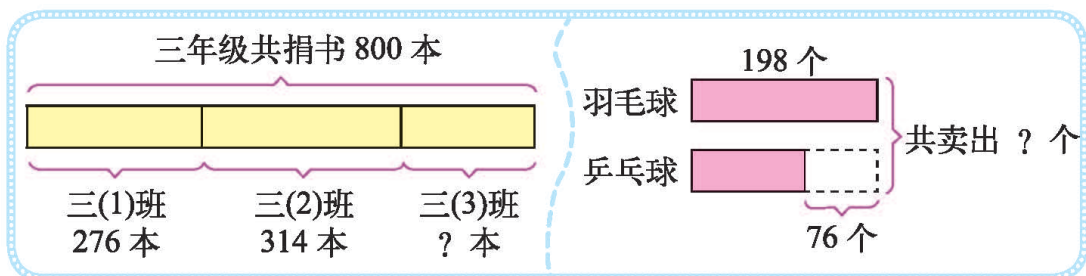 三年级共捐书 800 本
三(1)班
276 本
三(2)班
314 本
三(3)班
? 本
198 个
羽毛球
乒乓球
76 个
共卖出 ? 个